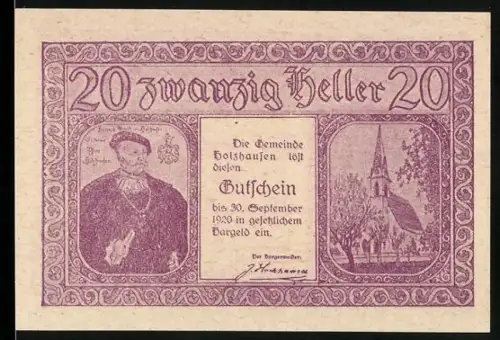 20 zwanzig Heller 20
Die Gemeinde
Holzhausen löst
diesen
Gutschein
bis 30. September
1920 in gesetzlichem
Bargeld ein.
Der Bürgermeister: